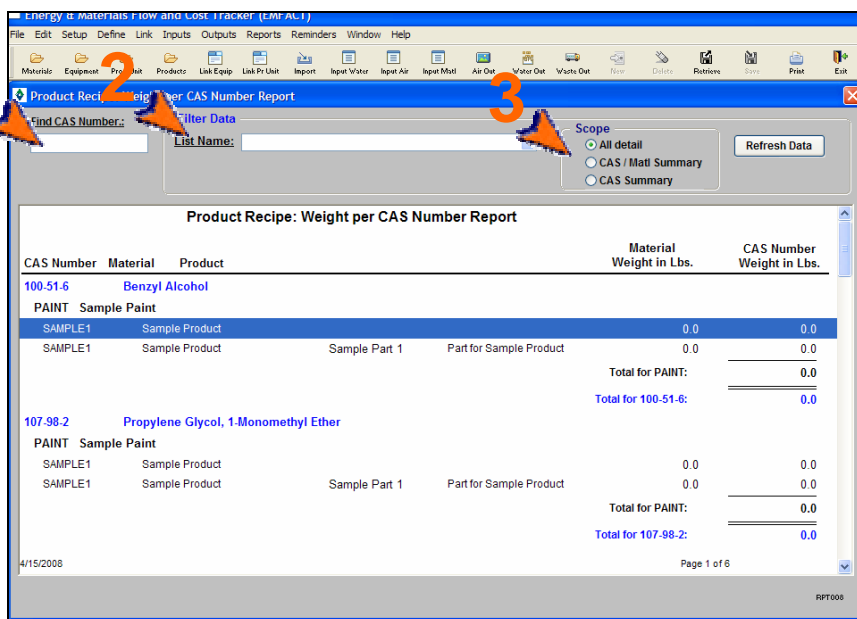 Energy & Materials Flow and Cost Tracker (EMFACT)
File Edit Setup Define Link Inputs Outputs Reports Reminders Window Help
Materials Equipment Prod Unit Products Link Equip Link Pr Unit Import Input Water Input Air Input Matl Air Out Water Out Waste Out New Delete Retrieve Save Print Exit
2
3
Product Recipe: Weight per CAS Number Report
Find CAS Number.:
Filter Data
List Name:
Scope
All detail
CAS / Matl Summary
CAS Summary
Refresh Data
Product Recipe: Weight per CAS Number Report
Material CAS Number
CAS Number Material Product Weight in Lbs. Weight in Lbs.
100-51-6 Benzyl Alcohol
PAINT Sample Paint
SAMPLE1 Sample Product 0.0 0.0
SAMPLE1 Sample Product Sample Part 1 Part for Sample Product 0.0 0.0
Total for PAINT: 0.0
Total for 100-51-6: 0.0
107-98-2 Propylene Glycol, 1-Monomethyl Ether
PAINT Sample Paint
SAMPLE1 Sample Product 0.0 0.0
SAMPLE1 Sample Product Sample Part 1 Part for Sample Product 0.0 0.0
Total for PAINT: 0.0
Total for 107-98-2: 0.0
4/15/2008 Page 1 of 6
RPT008